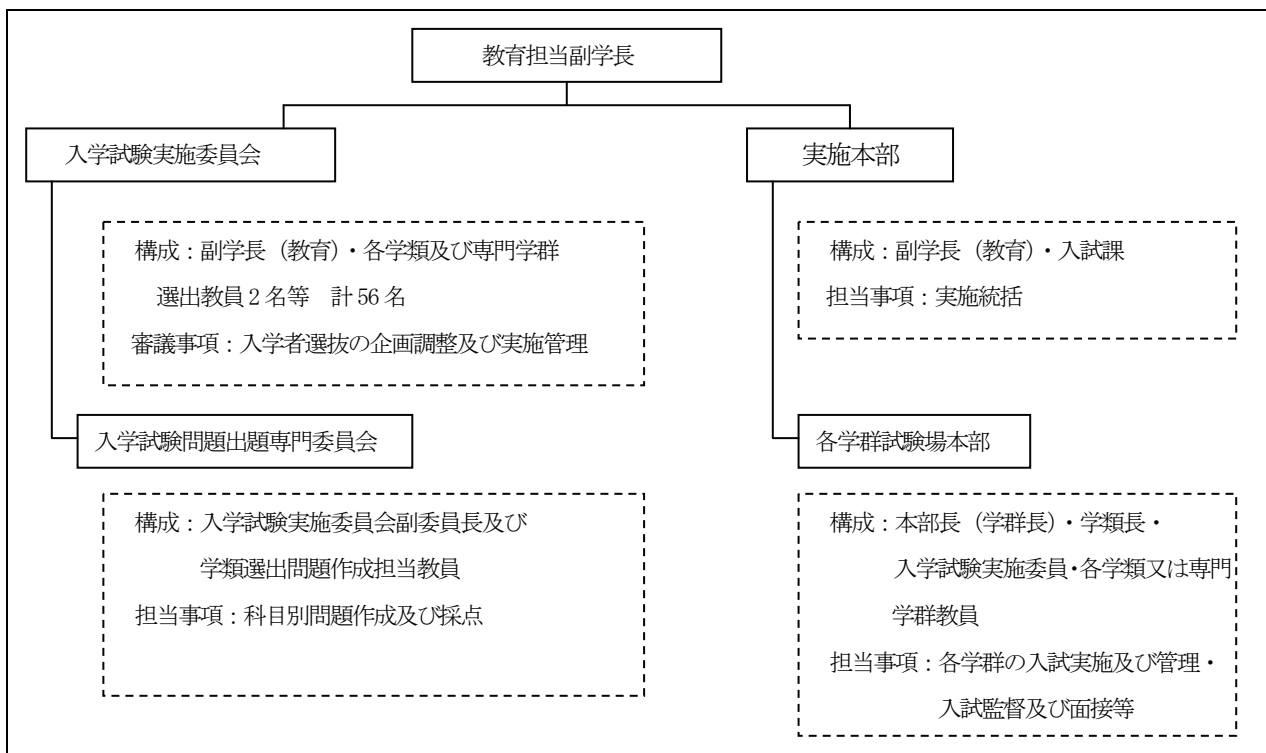 教育担当副学長
入学試験実施委員会
構成：副学長（教育）・各学類及び専門学群
選出教員2名等　計56名
審議事項：入学者選抜の企画調整及び実施管理
入学試験問題出題専門委員会
構成：入学試験実施委員会副委員長及び
学類選出問題作成担当教員
担当事項：科目別問題作成及び採点
実施本部
構成：副学長（教育）・入試課
担当事項：実施統括
各学群試験場本部
構成：本部長（学群長）・学類長・
入学試験実施委員・各学類又は専門
学群教員
担当事項：各学群の入試実施及び管理・
入試監督及び面接等